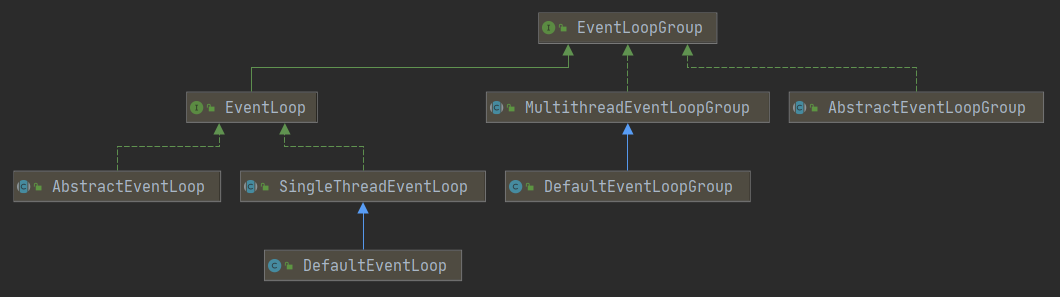 EventLoopGroup
EventLoop
MultithreadEventLoopGroup
AbstractEventLoopGroup
AbstractEventLoop
SingleThreadEventLoop
DefaultEventLoopGroup
DefaultEventLoop